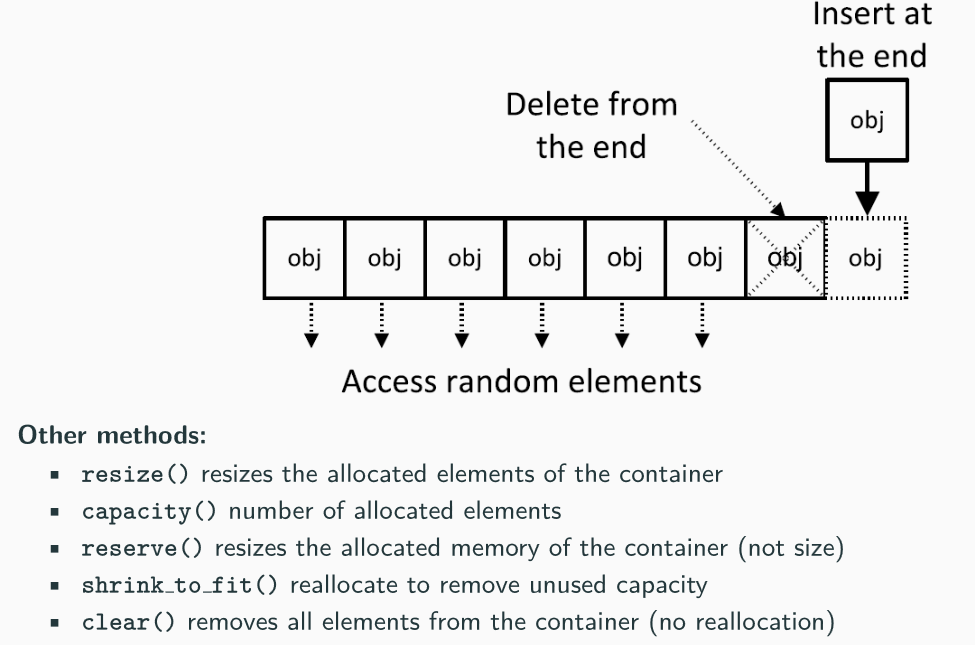 Insert at
the end
obj
Delete from
the end
obj obj obj obj obj obj obj obj
Access random elements
Other methods:
▪ resize() resizes the allocated elements of the container
▪ capacity() number of allocated elements
▪ reserve() resizes the allocated memory of the container (not size)
▪ shrink_to_fit() reallocate to remove unused capacity
▪ clear() removes all elements from the container (no reallocation)